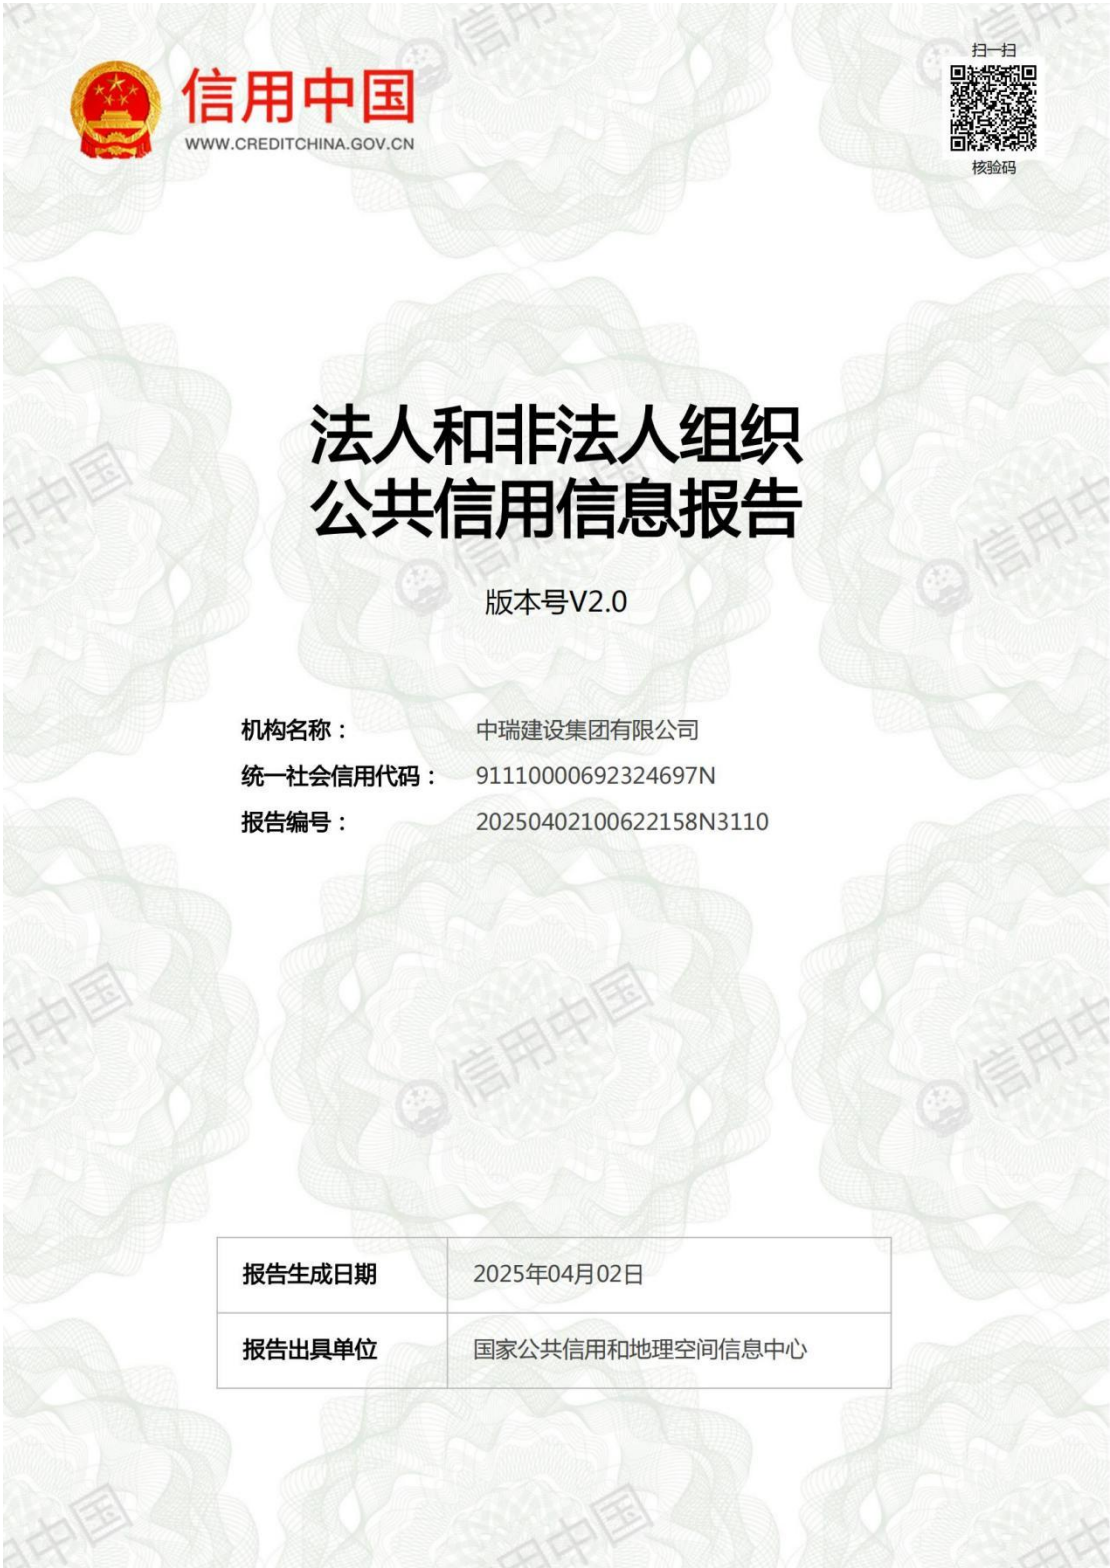 信用中国
WWW.CREDITCHINA.GOV.CN
扫一扫
核验码
法人和非法人组织
公共信用信息报告
版本号V2.0
机构名称：	中瑞建设集团有限公司
统一社会信用代码：	91110000692324697N
报告编号：	20250402100622158N3110
报告生成日期	2025年04月02日
报告出具单位	国家公共信用和地理空间信息中心